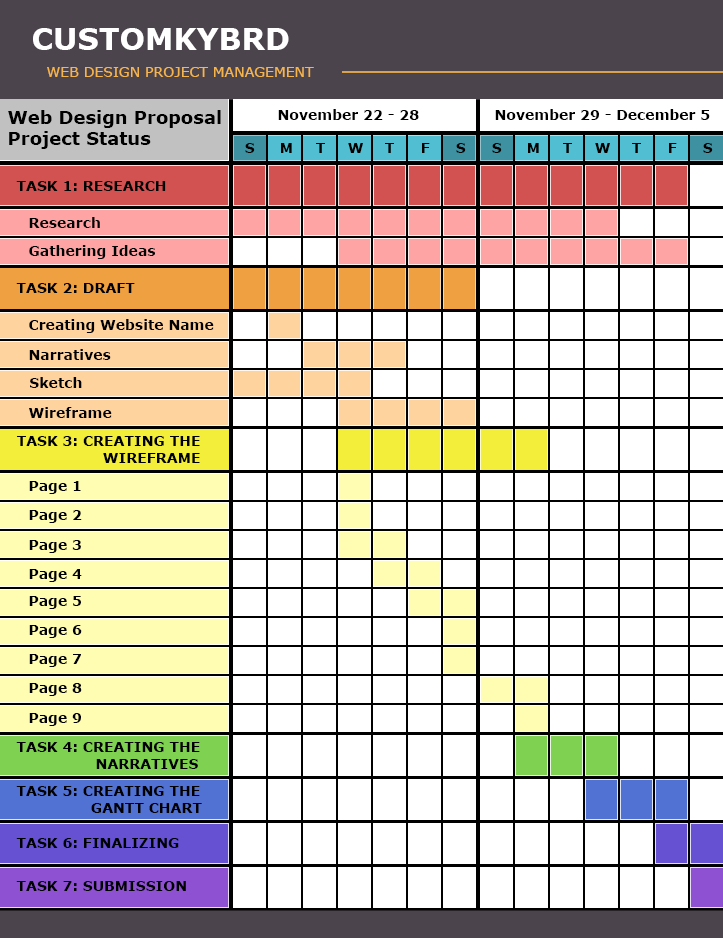 CUSTOMKYBRD
WEB DESIGN PROJECT MANAGEMENT
Web Design Proposal
Project Status
November 22 - 28
November 29 - December 5
S M T W T F S S M T W T F S
TASK 1: RESEARCH
Research
Gathering Ideas
TASK 2: DRAFT
Creating Website Name
Narratives
Sketch
Wireframe
TASK 3: CREATING THE
WIREFRAME
Page 1
Page 2
Page 3
Page 4
Page 5
Page 6
Page 7
Page 8
Page 9
TASK 4: CREATING THE
NARRATIVES
TASK 5: CREATING THE
GANTT CHART
TASK 6: FINALIZING
TASK 7: SUBMISSION